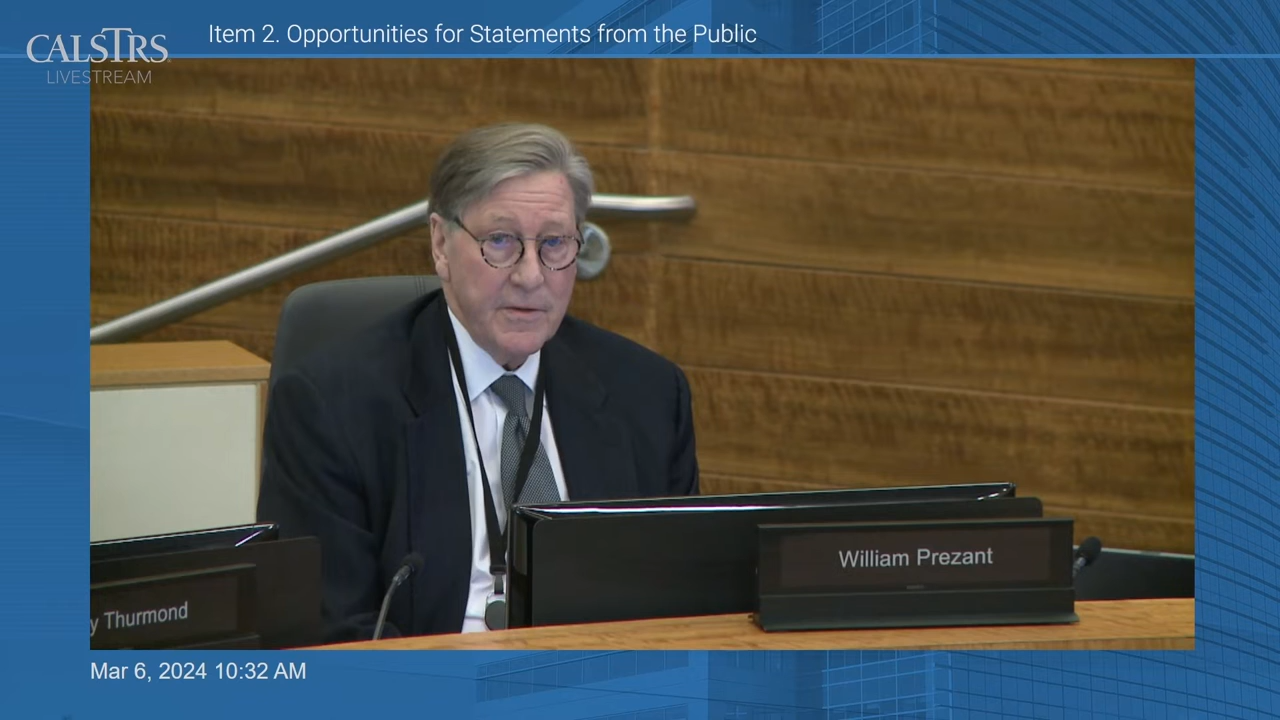 Item 2. Opportunities for Statements from the Public
CALSTRS
LIVESTREAM
William Prezant
y Thurmond
Mar 6, 2024 10:32 AM